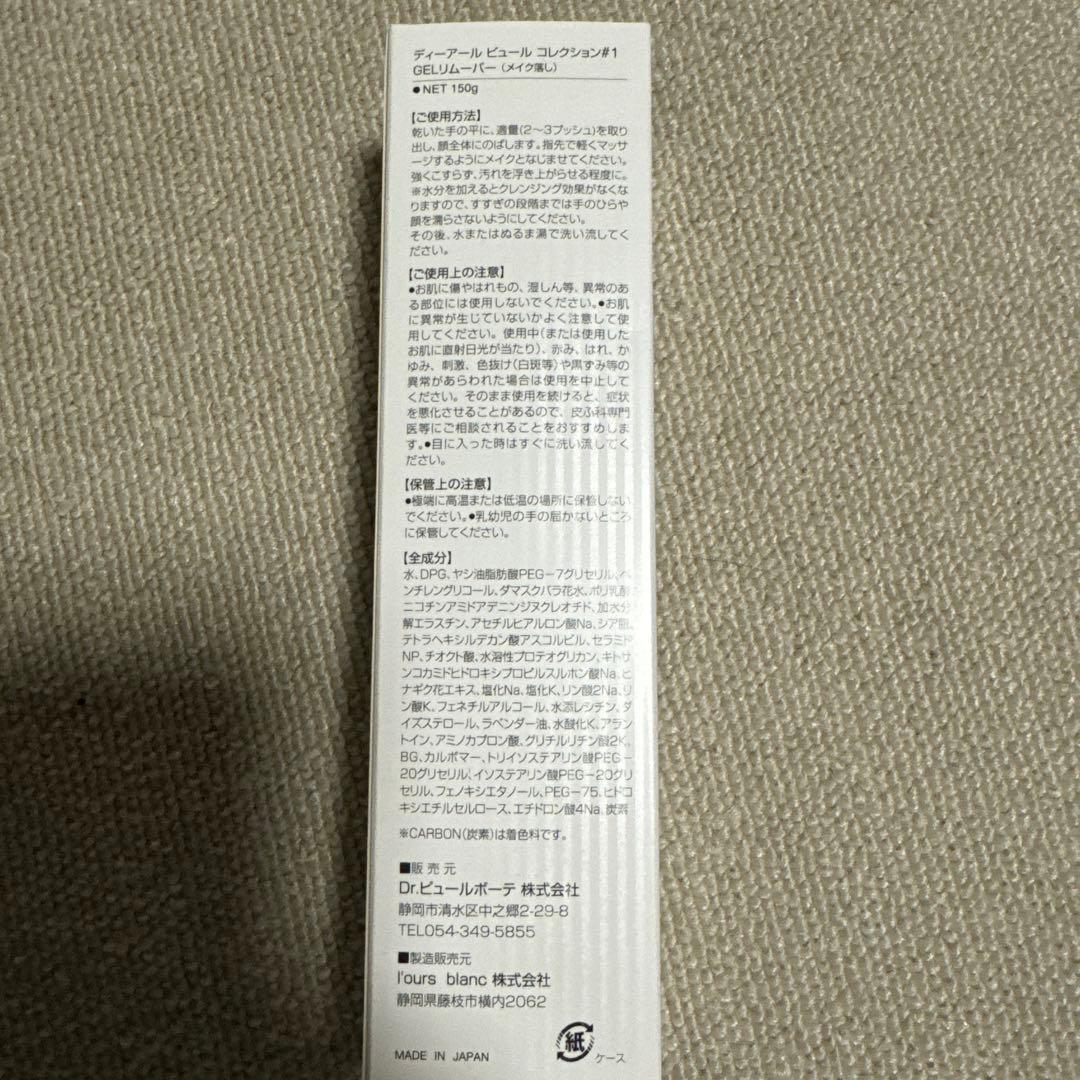 ディーアール ピュール コレクション#1
GELリムーバー（メイク落し）
●NET 150g
【ご使用方法】
乾いた手の平に、適量(2〜3プッシュ)を取り
出し、顔全体にのばします。指先で軽くマッサ
ージするようにメイクとなじませてください。
強くこすらず、汚れを浮き上がらせる程度に。
※水分を加えるとクレンジング効果がなくな
りますので、すすぎの段階までは手のひらや
顔を濡らさないようにしてください。
その後、水またはぬるま湯で洗い流してく
ださい。
【ご使用上の注意】
●お肌に傷やはれもの、湿しん等、異常のあ
る部位には使用しないでください。●お肌
に異常が生じていないかよく注意して使
用してください。使用中(または使用した
お肌に直射日光が当たり)、赤み、はれ、か
ゆみ、刺激、色抜け(白斑等)や黒ずみ等の
異常があらわれた場合は使用を中止して
ください。そのまま使用を続けると、症状
を悪化させることがあるので、皮ふ科専門
医等にご相談されることをおすすめしま
す。●目に入った時はすぐに洗い流してく
ださい。
【保管上の注意】
●極端に高温または低温の場所に保管しない
でください。●乳幼児の手の届かないところ
に保管してください。
【全成分】
水、DPG、ヤシ油脂肪酸PEG－7グリセリル、ペ
ンチレングリコール、ダマスクバラ花水、ポリ乳酸
ニコチンアミドアデニンジヌクレオチド、加水分
解エラスチン、アセチルヒアルロン酸Na、シア脂、
テトラヘキシルデカン酸アスコルビル、セラミド
NP、チオクト酸、水溶性プロテオグリカン、キトサ
ンコカミドヒドロキシプロピルスルホン酸Na、ヒ
ナギク花エキス、塩化Na、塩化K、リン酸2Na、リ
ン酸K、フェネチルアルコール、水添レシチン、ダ
イズステロール、ラベンダー油、水酸化K、アラン
トイン、アミノカプロン酸、グリチルリチン酸2K、
BG、カルボマー、トリイソステアリン酸PEG－
20グリセリル、イソステアリン酸PEG－20グリ
セリル、フェノキシエタノール、PEG－75、ヒドロ
キシエチルセルロース、エチドロン酸4Na、炭素
※CARBON(炭素)は着色料です。
■販 売 元
Dr.ピュールボーテ 株式会社
静岡市清水区中之郷2-29-8
TEL054-349-5855
■製造販売元
l'ours blanc 株式会社
静岡県藤枝市横内2062
紙
ケース
MADE IN JAPAN